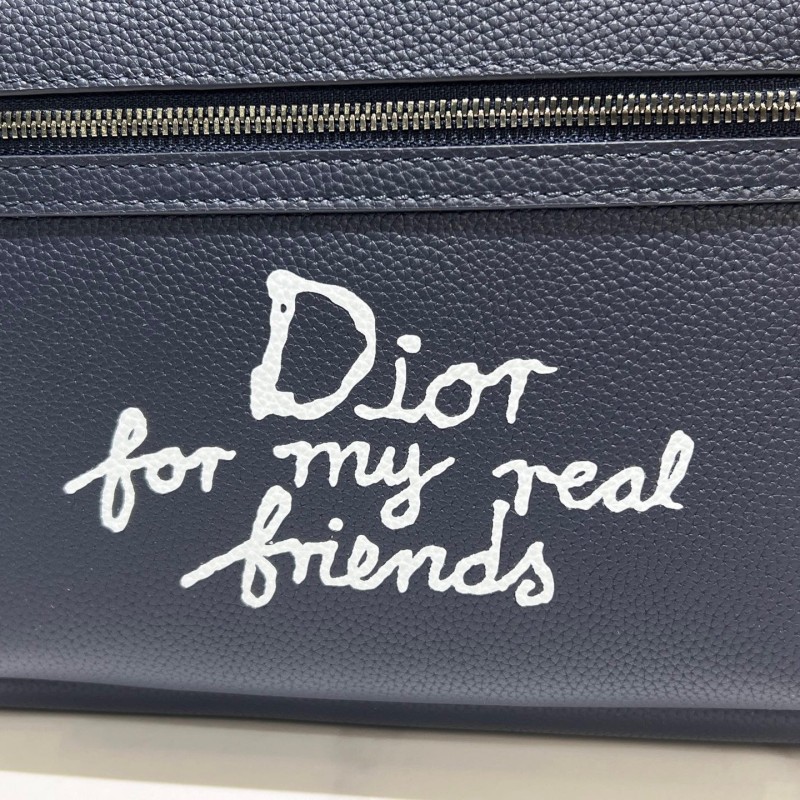 Dior
for my real
friends